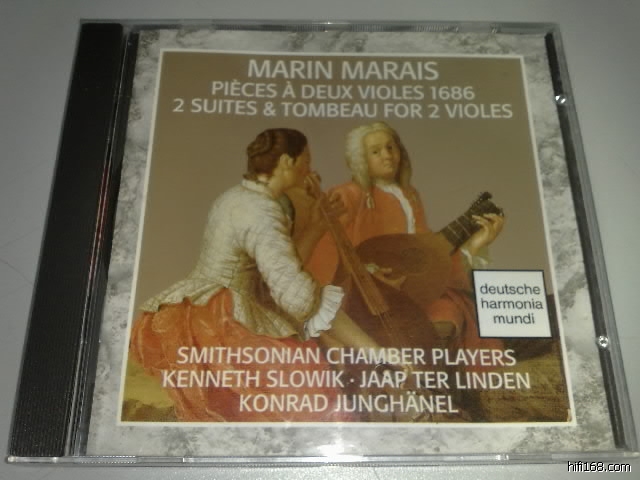 MARIN MARAIS
PIÈCES À DEUX VIOLES 1686
2 SUITES & TOMBEAU FOR 2 VIOLES
deutsche
harmonia
mundi
SMITHSONIAN CHAMBER PLAYERS
KENNETH SLOWIK · JAAP TER LINDEN
KONRAD JUNGHÄNEL
hifi168.com